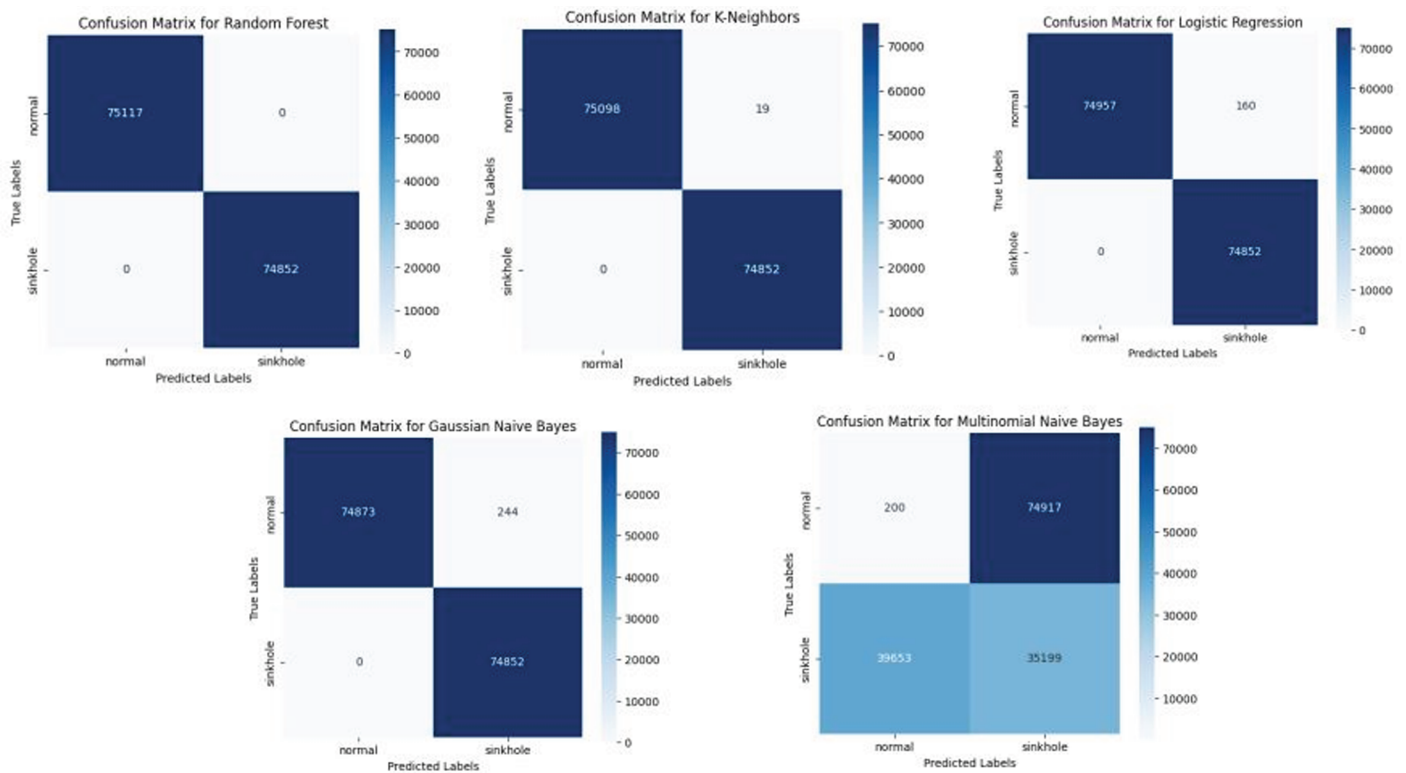 Confusion Matrix for Random Forest
normal
sinkhole
True Labels
75117
0
0
74852
normal
sinkhole
Predicted Labels
70000
60000
50000
40000
30000
20000
10000
0
Confusion Matrix for K-Neighbors
normal
sinkhole
True Labels
75098
19
0
74852
normal
sinkhole
Predicted Labels
70000
60000
50000
40000
30000
20000
10000
0
Confusion Matrix for Logistic Regression
normal
sinkhole
True Labels
74957
160
0
74852
normal
sinkhole
Predicted Labels
70000
60000
50000
40000
30000
20000
10000
0
Confusion Matrix for Gaussian Naive Bayes
normal
sinkhole
True Labels
74873
244
0
74852
normal
sinkhole
Predicted Labels
70000
60000
50000
40000
30000
20000
10000
0
Confusion Matrix for Multinomial Naive Bayes
normal
sinkhole
True Labels
200
74917
39653
35199
normal
sinkhole
Predicted Labels
70000
60000
50000
40000
30000
20000
10000